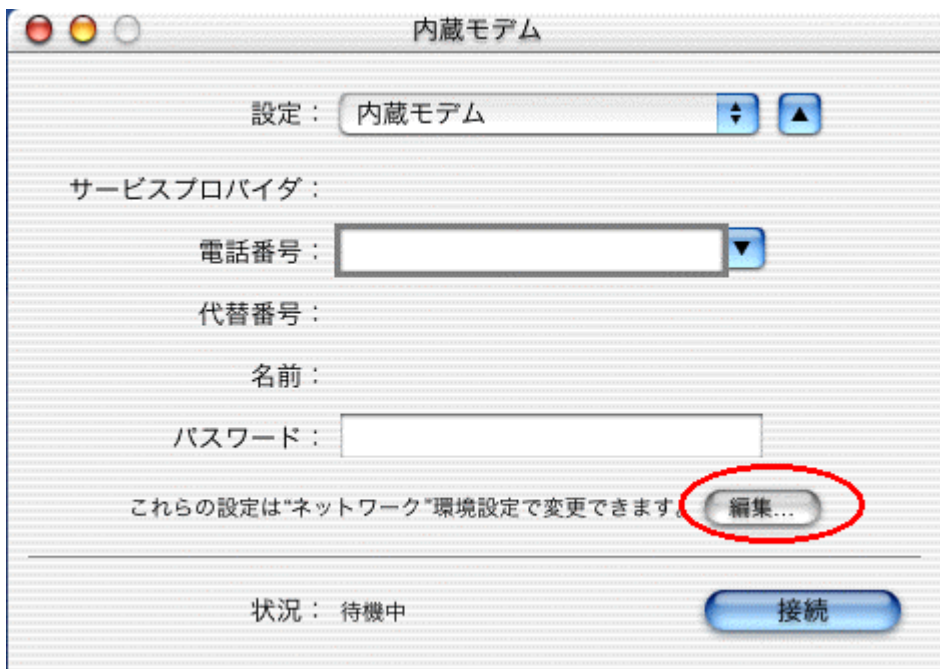 内蔵モデム
設定： 内蔵モデム
サービスプロバイダ：
電話番号：
代替番号：
名前：
パスワード：
これらの設定は“ネットワーク”環境設定で変更できます。 編集...
状況： 待機中 接続